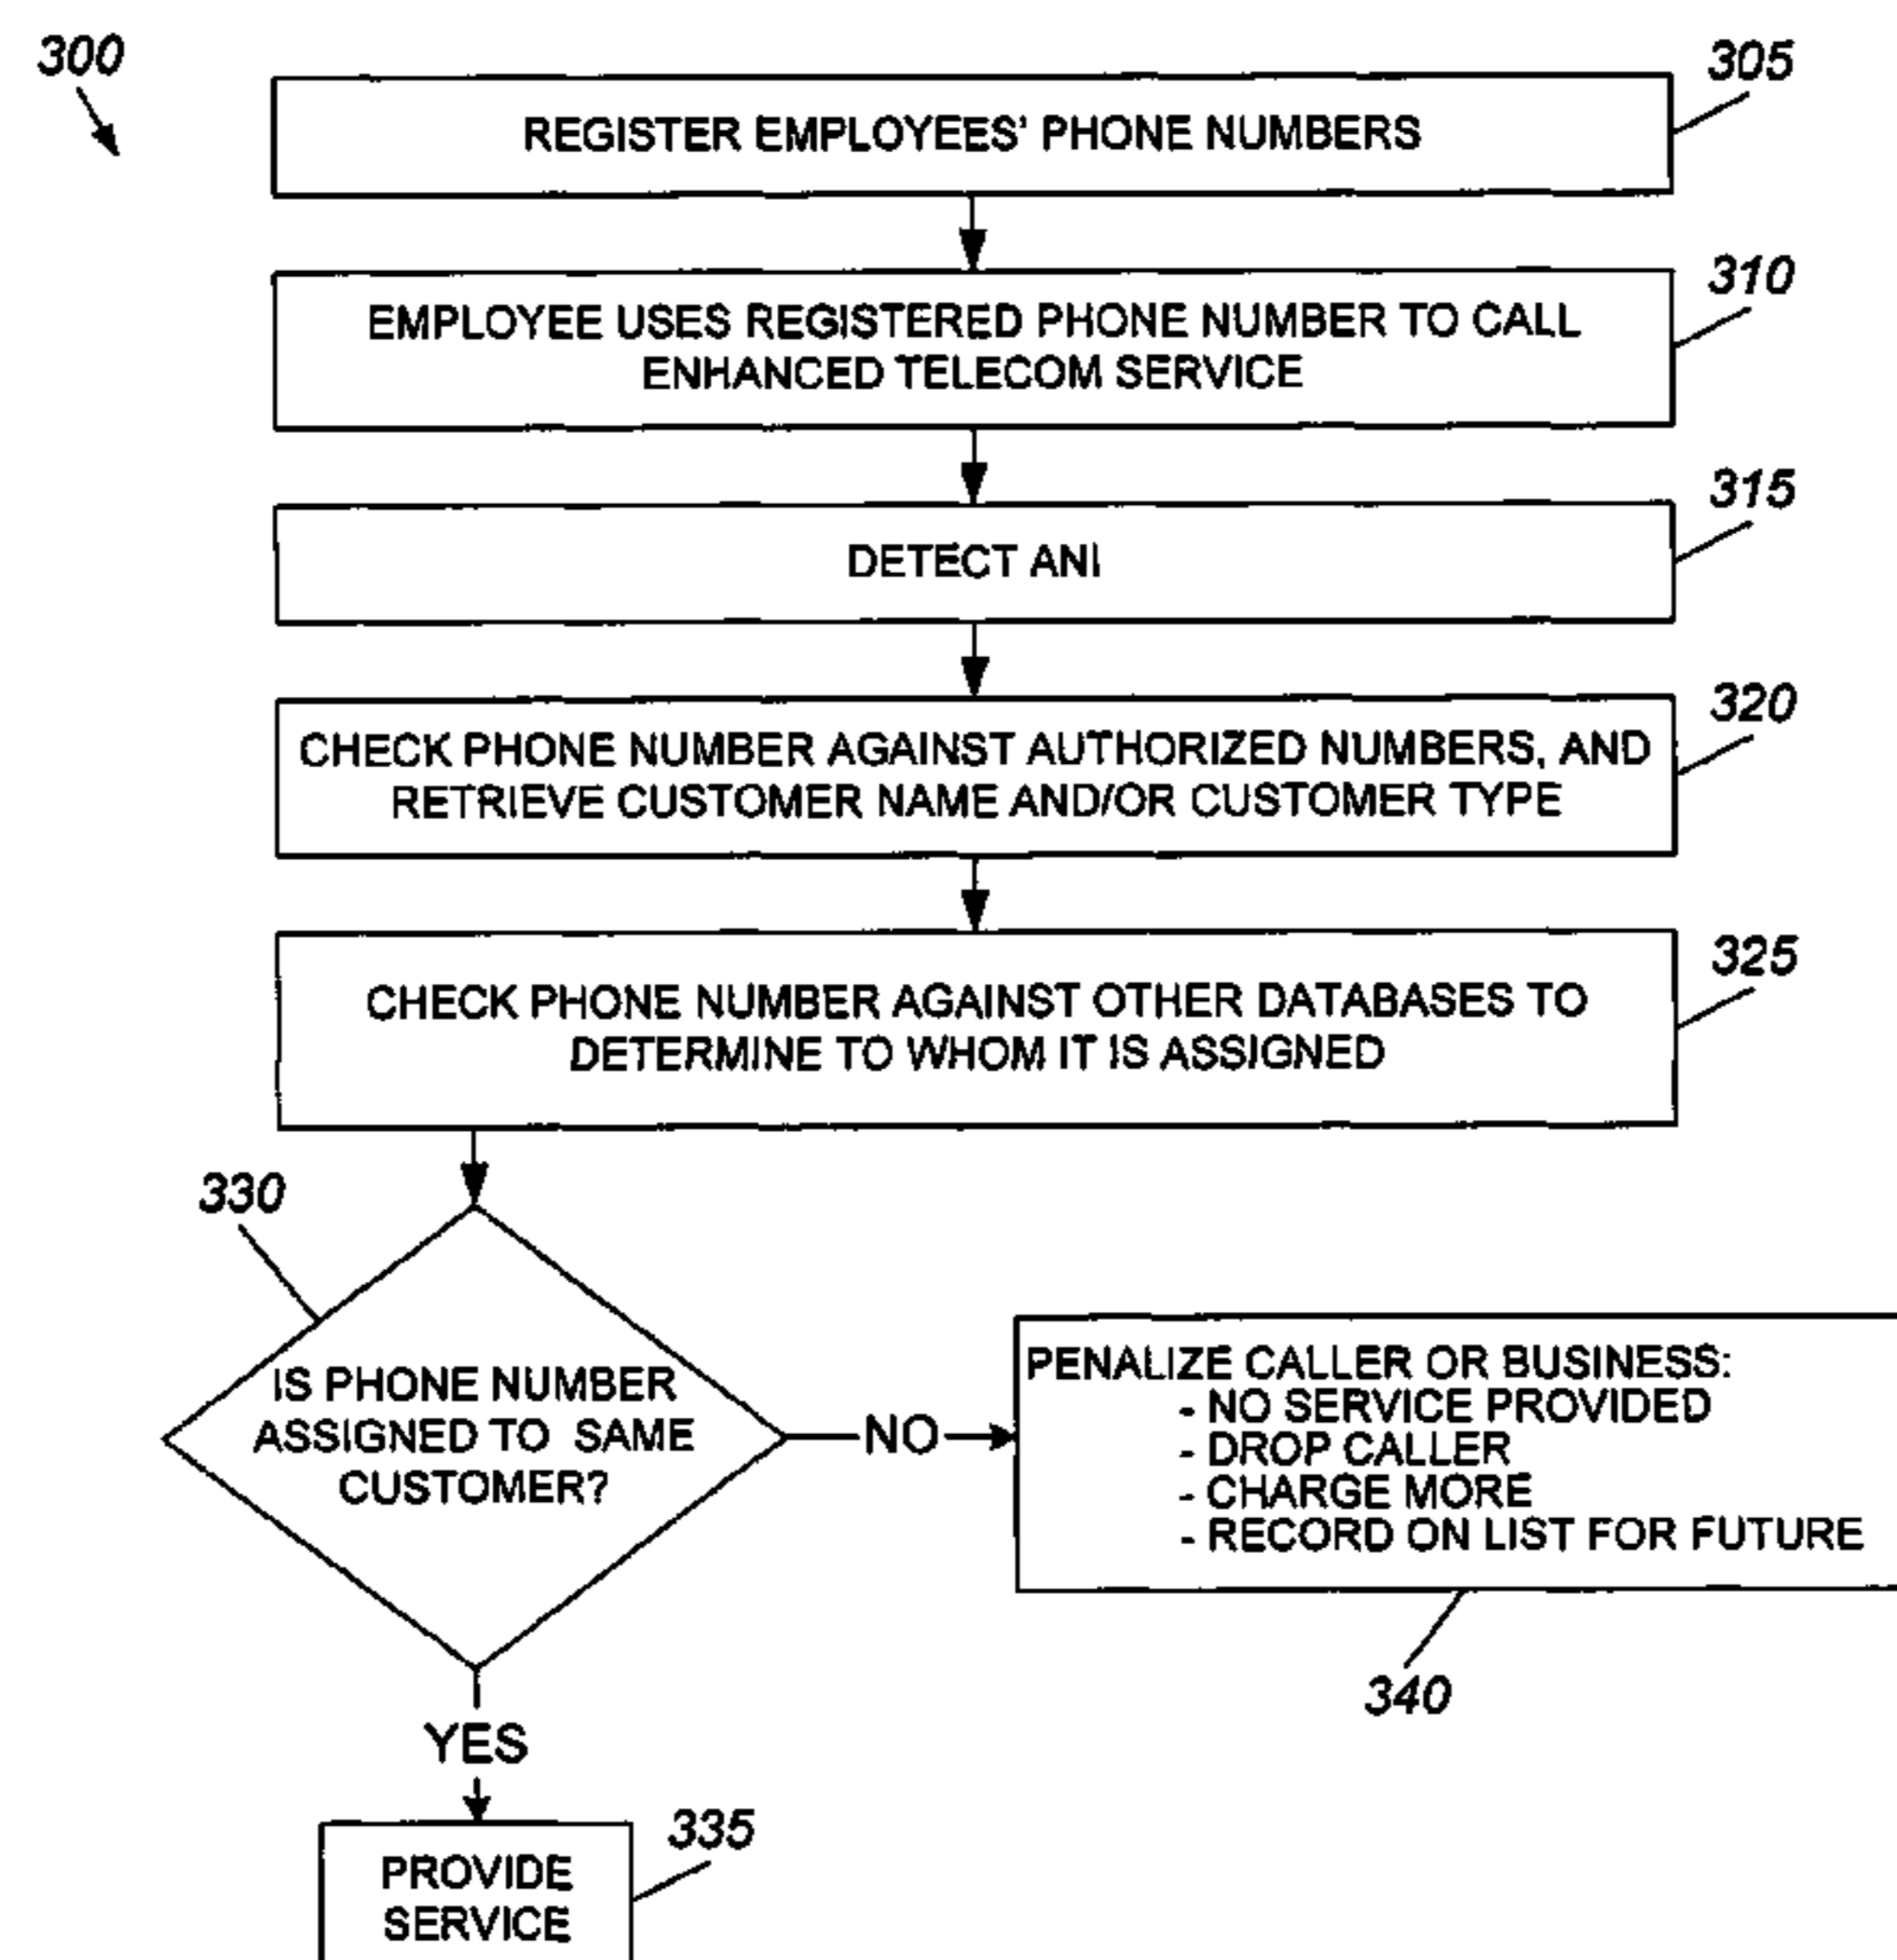 300
305
REGISTER EMPLOYEES' PHONE NUMBERS
310
EMPLOYEE USES REGISTERED PHONE NUMBER TO CALL
ENHANCED TELECOM SERVICE
315
DETECT ANI
320
CHECK PHONE NUMBER AGAINST AUTHORIZED NUMBERS, AND
RETRIEVE CUSTOMER NAME AND/OR CUSTOMER TYPE
325
CHECK PHONE NUMBER AGAINST OTHER DATABASES TO
DETERMINE TO WHOM IT IS ASSIGNED
330
IS PHONE NUMBER
ASSIGNED TO SAME
CUSTOMER?
NO
PENALIZE CALLER OR BUSINESS:
- NO SERVICE PROVIDED
- DROP CALLER
- CHARGE MORE
- RECORD ON LIST FOR FUTURE
340
YES
335
PROVIDE
SERVICE